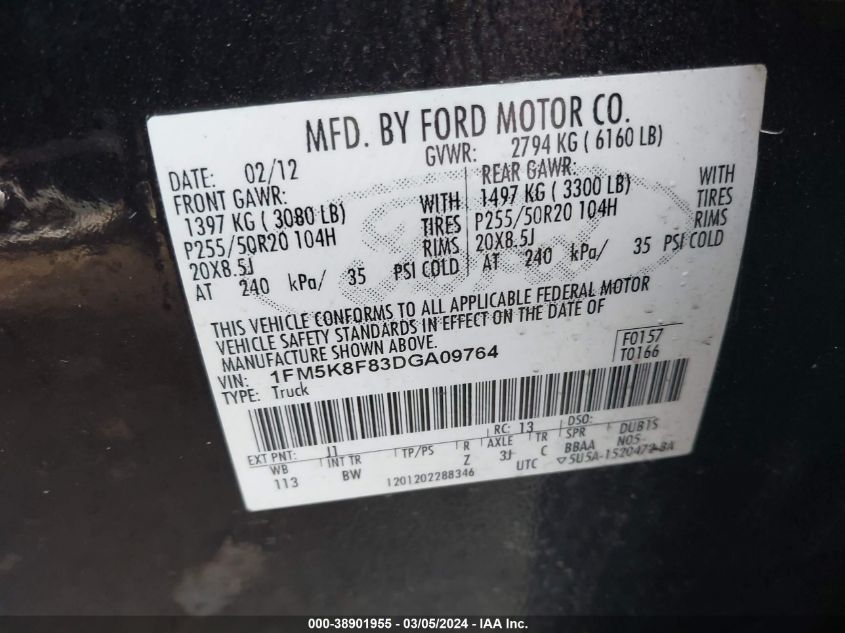 MFD. BY FORD MOTOR CO.
DATE: 02/12 GVWR: 2794 KG ( 6160 LB)
FRONT GAWR: REAR GAWR:
1397 KG ( 3080 LB) WITH 1497 KG ( 3300 LB) WITH
P255/50R20 104H TIRES P255/50R20 104H TIRES
20X8.5J RIMS 20X8.5J RIMS
AT 240 kPa/ 35 PSI COLD AT 240 kPa/ 35 PSI COLD
THIS VEHICLE CONFORMS TO ALL APPLICABLE FEDERAL MOTOR
VEHICLE SAFETY STANDARDS IN EFFECT ON THE DATE OF
MANUFACTURE SHOWN ABOVE.
VIN: 1FM5K8F83DGA09764 F0157
TYPE: Truck T0166
EXT PNT: J1 RC: 13 DSO:
WB INT TR TP/PS R AXLE TR SPR DUB1S
113 BW Z 3J C BBAA N05-
1201202288346 UTC ▽5U5A-1520472-BA
000-38901955 - 03/05/2024 - IAA Inc.